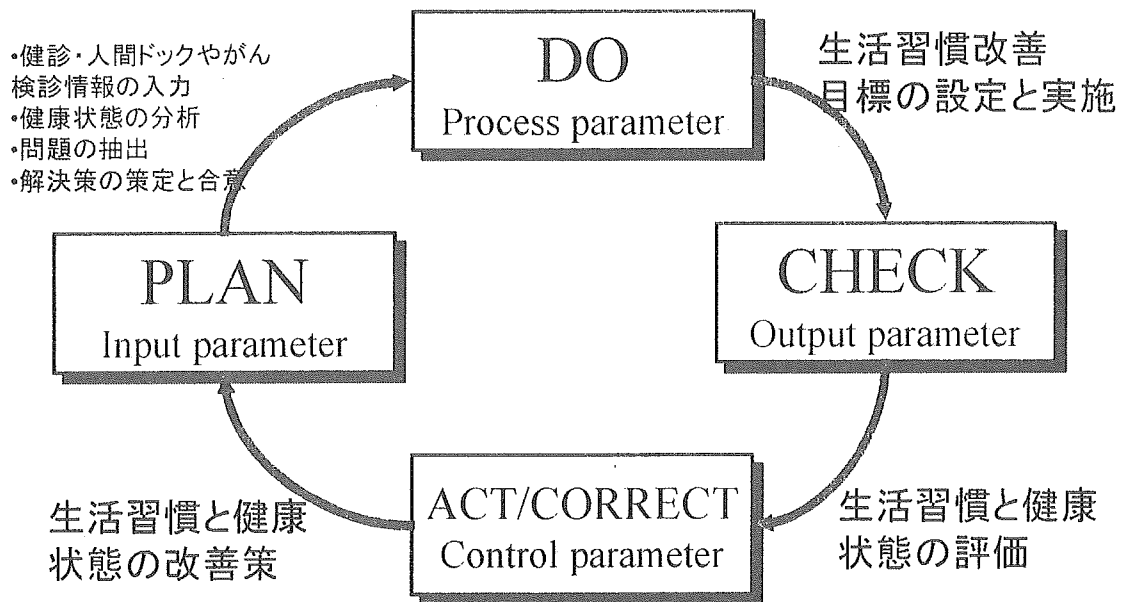 •健診・人間ドックやがん
検診情報の入力
•健康状態の分析
•問題の抽出
•解決策の策定と合意
DO
Process parameter
生活習慣改善
目標の設定と実施
PLAN
Input parameter
CHECK
Output parameter
ACT/CORRECT
Control parameter
生活習慣と健康
状態の改善策
生活習慣と健康
状態の評価